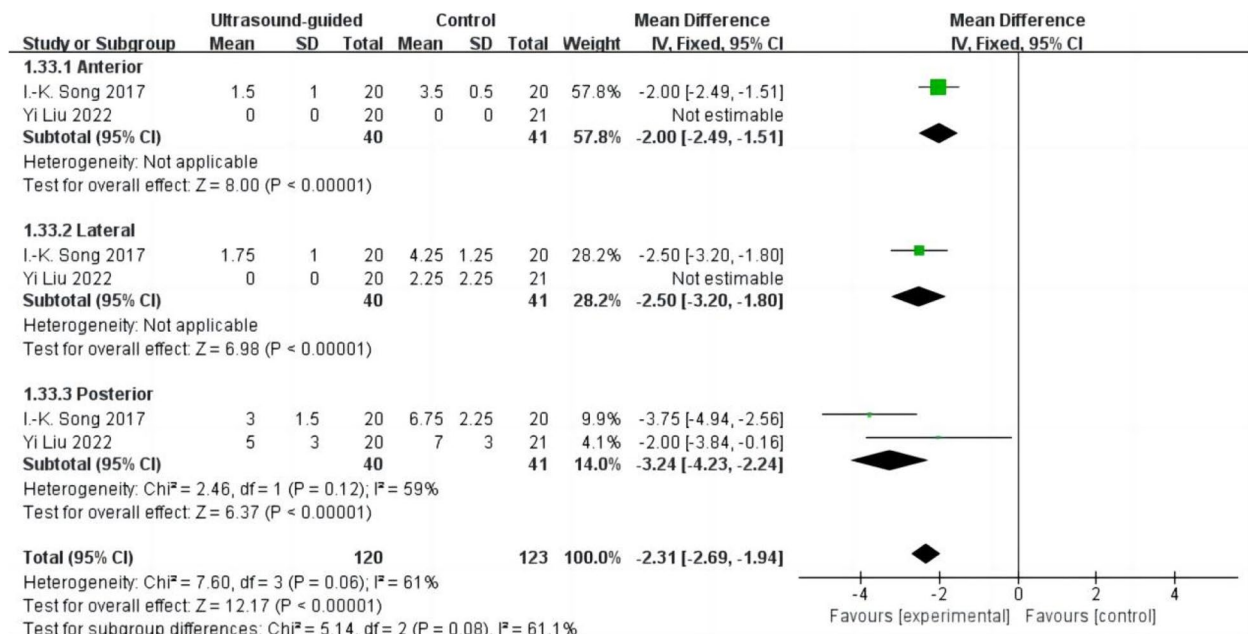 Ultrasound-guided Control Mean Difference Mean Difference
Study or Subgroup Mean SD Total Mean SD Total Weight IV, Fixed, 95% CI IV, Fixed, 95% CI
1.33.1 Anterior
I.-K. Song 2017 1.5 1 20 3.5 0.5 20 57.8% -2.00 [-2.49, -1.51]
Yi Liu 2022 0 0 20 0 0 21 Not estimable
Subtotal (95% CI) 40 41 57.8% -2.00 [-2.49, -1.51]
Heterogeneity: Not applicable
Test for overall effect: Z = 8.00 (P < 0.00001)
1.33.2 Lateral
I.-K. Song 2017 1.75 1 20 4.25 1.25 20 28.2% -2.50 [-3.20, -1.80]
Yi Liu 2022 0 0 20 2.25 2.25 21 Not estimable
Subtotal (95% CI) 40 41 28.2% -2.50 [-3.20, -1.80]
Heterogeneity: Not applicable
Test for overall effect: Z = 6.98 (P < 0.00001)
1.33.3 Posterior
I.-K. Song 2017 3 1.5 20 6.75 2.25 20 9.9% -3.75 [-4.94, -2.56]
Yi Liu 2022 5 3 20 7 3 21 4.1% -2.00 [-3.84, -0.16]
Subtotal (95% CI) 40 41 14.0% -3.24 [-4.23, -2.24]
Heterogeneity: Chi² = 2.46, df = 1 (P = 0.12); I² = 59%
Test for overall effect: Z = 6.37 (P < 0.00001)
Total (95% CI) 120 123 100.0% -2.31 [-2.69, -1.94]
Heterogeneity: Chi² = 7.60, df = 3 (P = 0.06); I² = 61%
Test for overall effect: Z = 12.17 (P < 0.00001)
Test for subgroup differences: Chi² = 5.14, df = 2 (P = 0.08), I² = 61.1%
-4 -2 0 2 4
Favours [experimental] Favours [control]